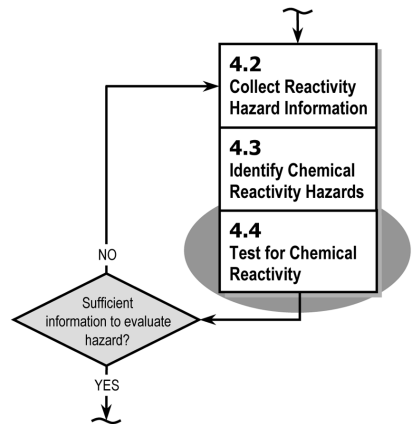 4.2
Collect Reactivity
Hazard Information
4.3
Identify Chemical
Reactivity Hazards
4.4
Test for Chemical
Reactivity
NO
Sufficient
information to evaluate
hazard?
YES